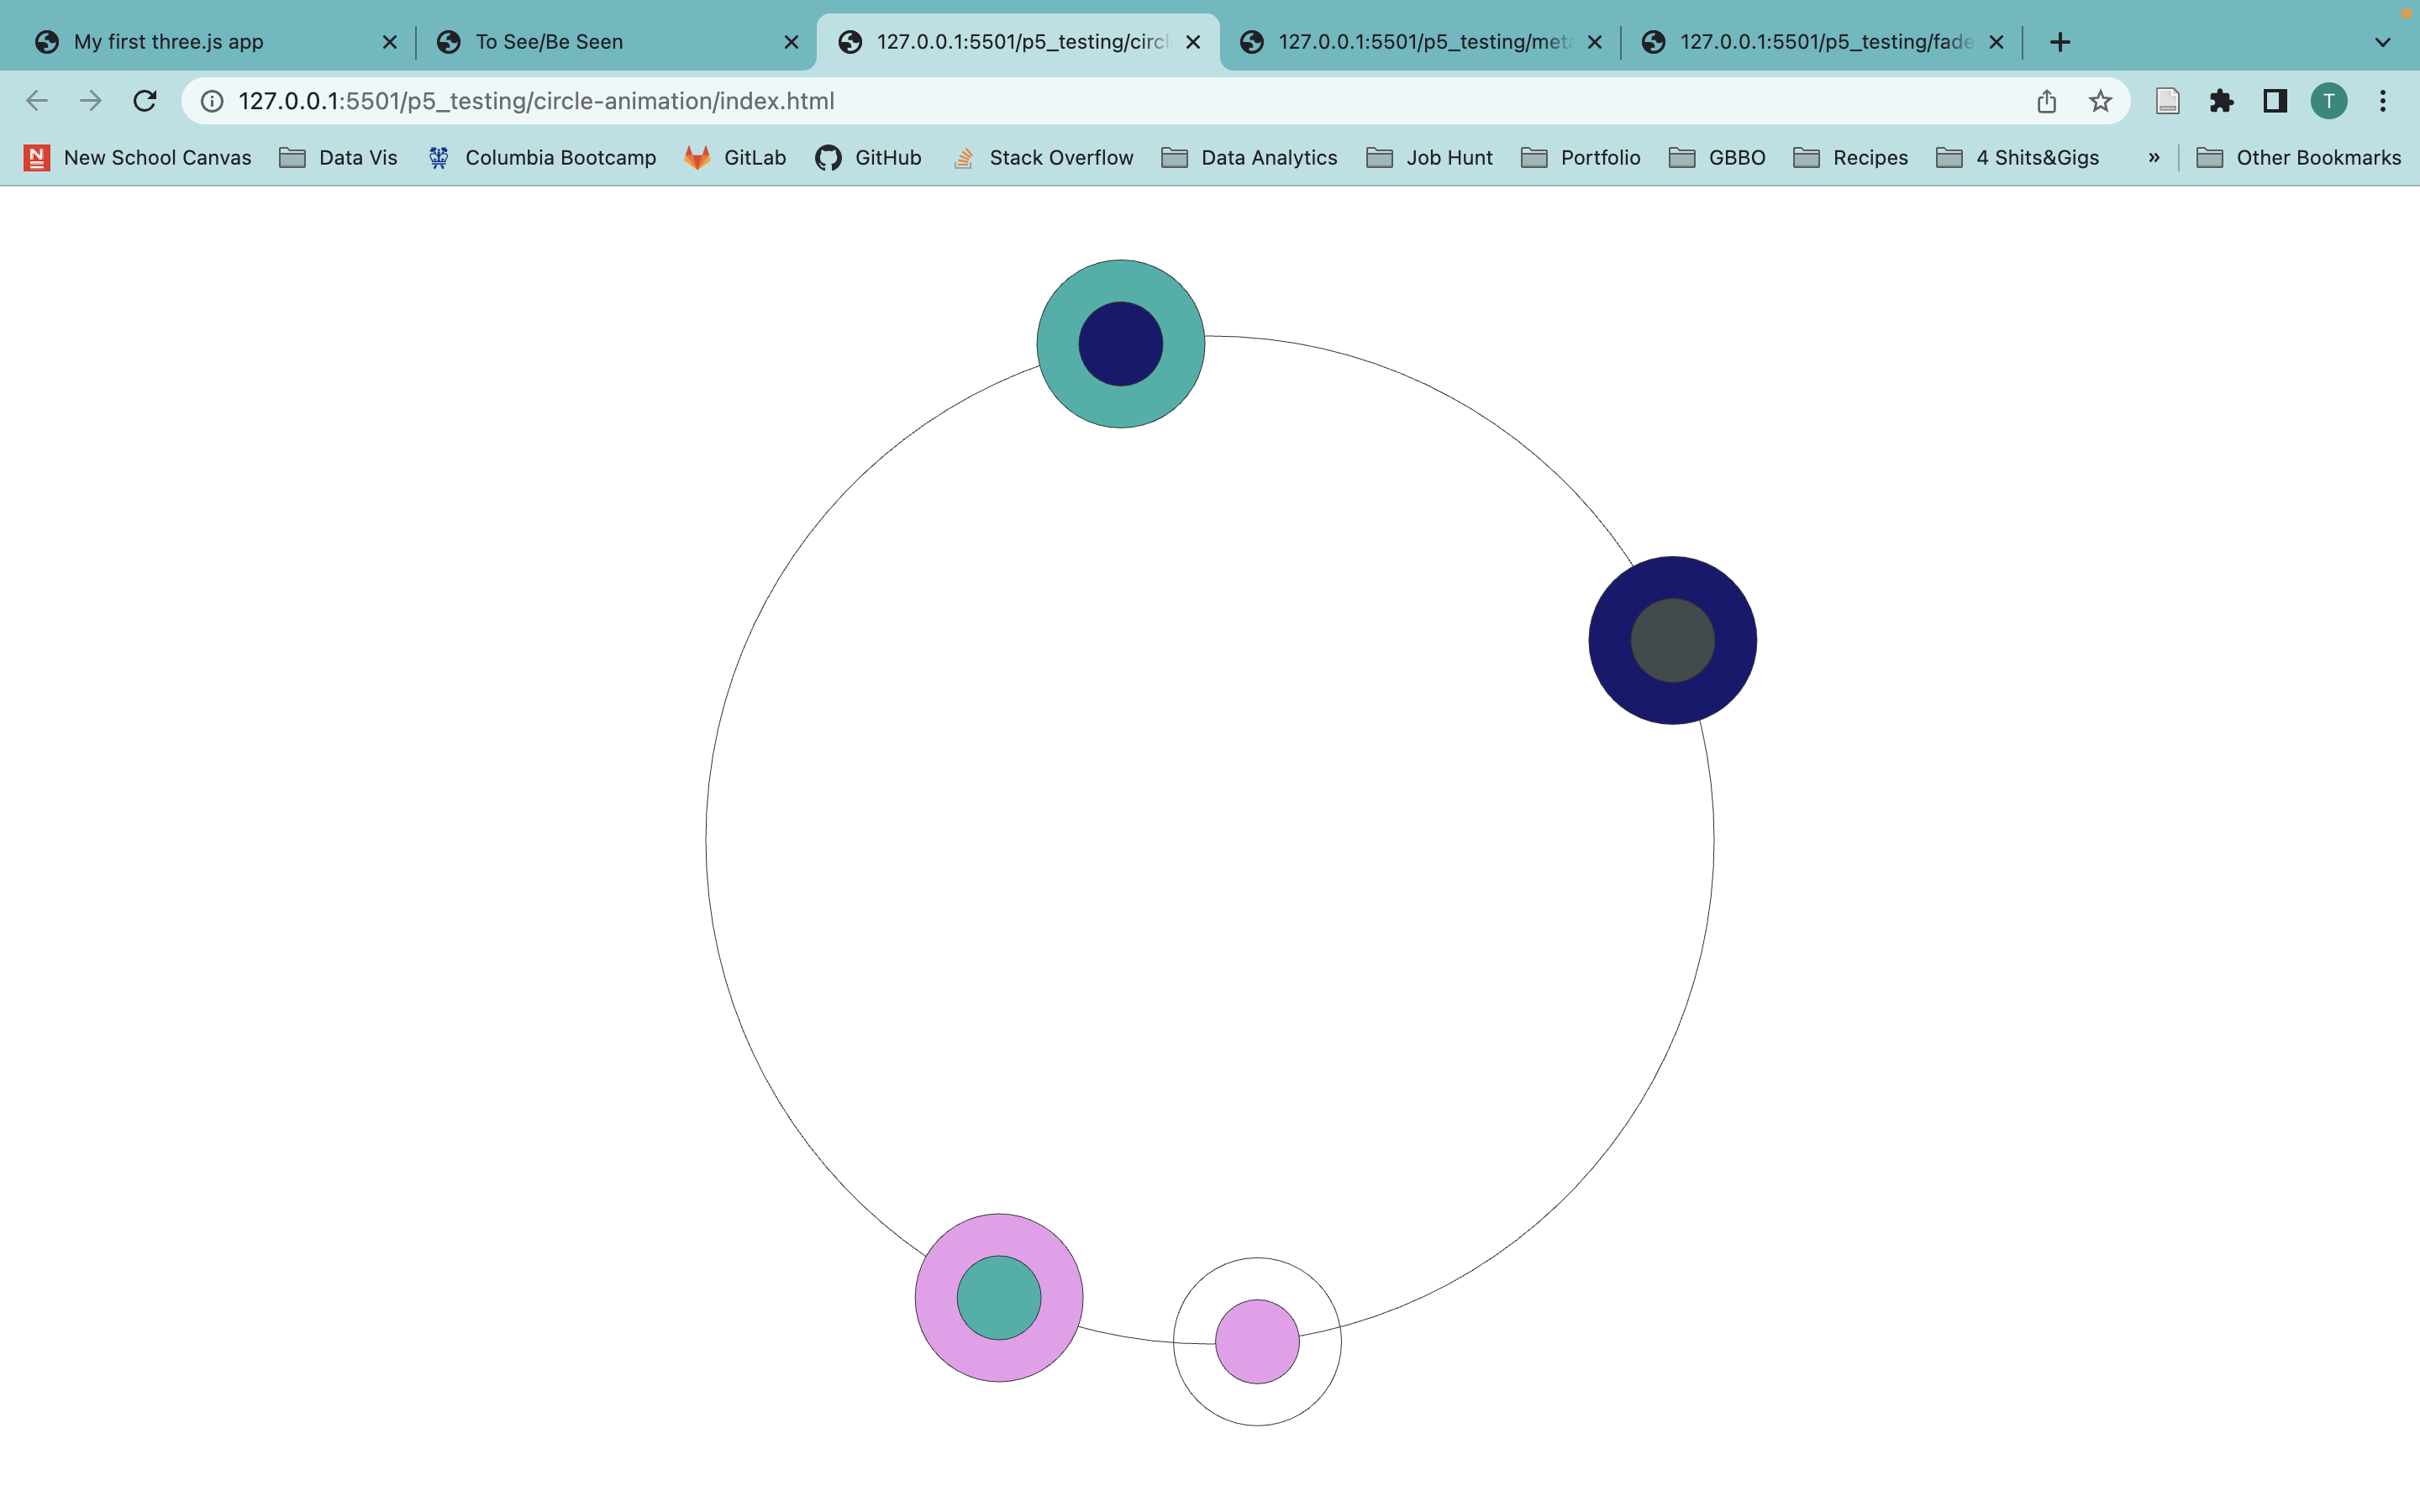 My first three.js app To See/Be Seen 127.0.0.1:5501/p5_testing/circ 127.0.0.1:5501/p5_testing/meta 127.0.0.1:5501/p5_testing/fade
127.0.0.1:5501/p5_testing/circle-animation/index.html T
N New School Canvas Data Vis Columbia Bootcamp GitLab GitHub Stack Overflow Data Analytics Job Hunt Portfolio GBBO Recipes 4 Shits&Gigs » Other Bookmarks